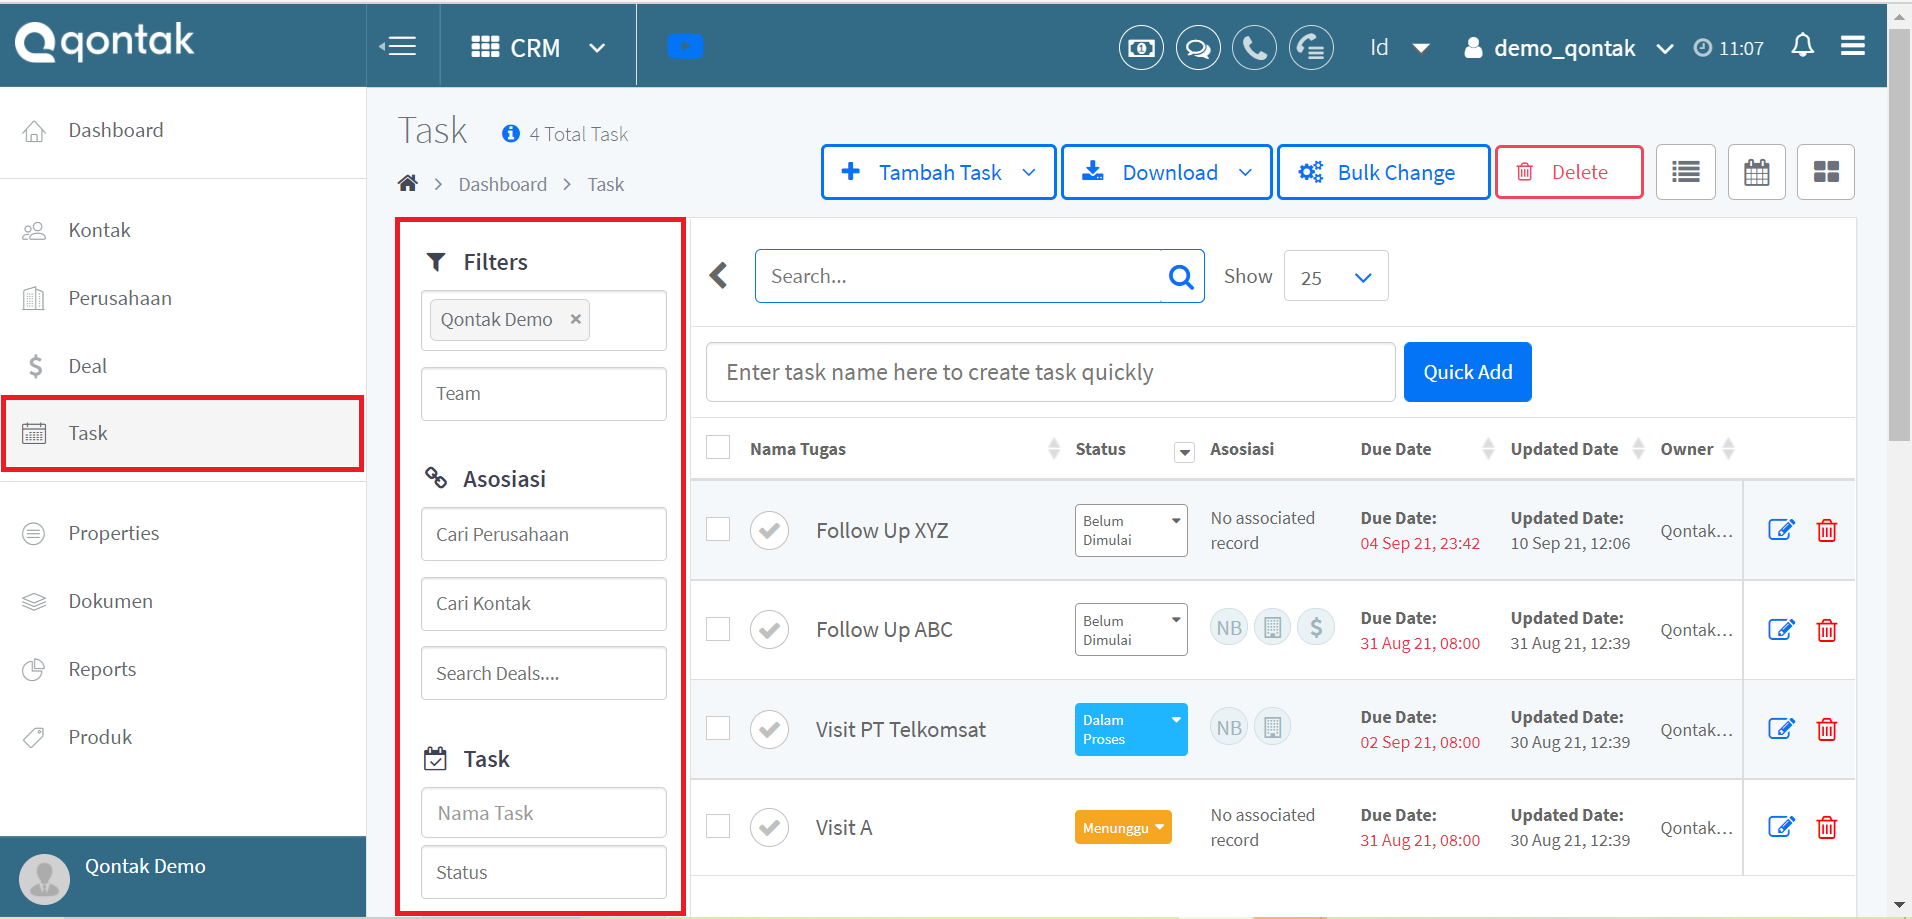 qontak
CRM
Id
demo_qontak
11:07
Dashboard
Kontak
Perusahaan
Deal
Task
Properties
Dokumen
Reports
Produk
Qontak Demo
Task
4 Total Task
Dashboard
Task
Tambah Task
Download
Bulk Change
Delete
Filters
Qontak Demo ×
Team
Asosiasi
Cari Perusahaan
Cari Kontak
Search Deals....
Task
Nama Task
Status
Search...
Show
25
Enter task name here to create task quickly
Quick Add
Nama Tugas
Status
Asosiasi
Due Date
Updated Date
Owner
Follow Up XYZ
Belum
Dimulai
No associated
record
Due Date:
04 Sep 21, 23:42
Updated Date:
10 Sep 21, 12:06
Qontak...
Follow Up ABC
Belum
Dimulai
NB
$
Due Date:
31 Aug 21, 08:00
Updated Date:
31 Aug 21, 12:39
Qontak...
Visit PT Telkomsat
Dalam
Proses
NB
Due Date:
02 Sep 21, 08:00
Updated Date:
30 Aug 21, 12:39
Qontak...
Visit A
Menunggu
No associated
record
Due Date:
31 Aug 21, 08:00
Updated Date:
30 Aug 21, 12:39
Qontak...